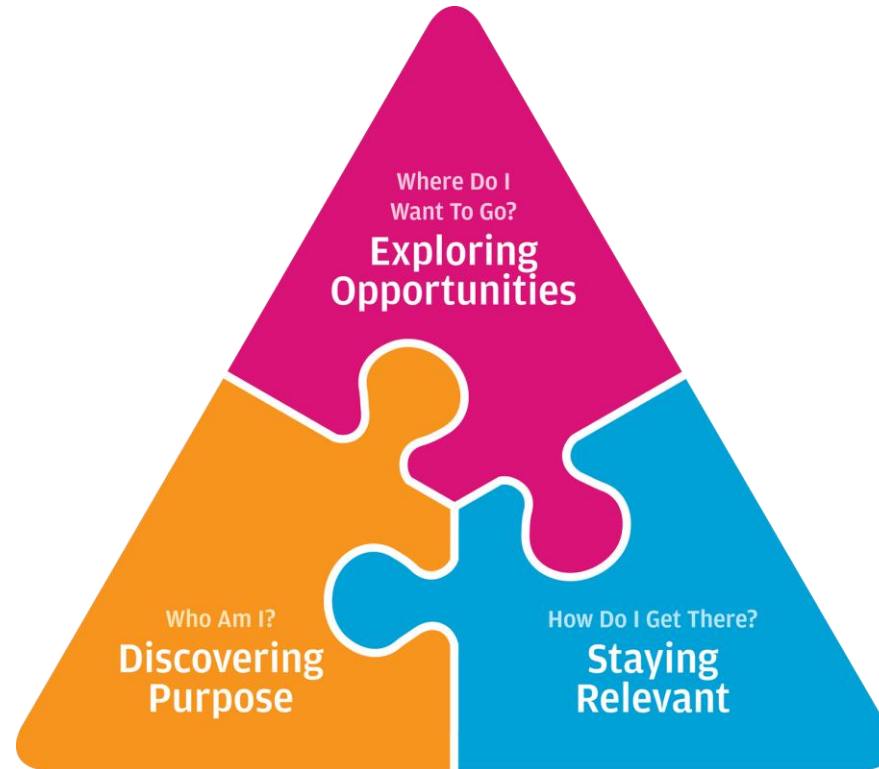 Where Do I
Want To Go?
Exploring
Opportunities
Who Am I?
Discovering
Purpose
How Do I Get There?
Staying
Relevant